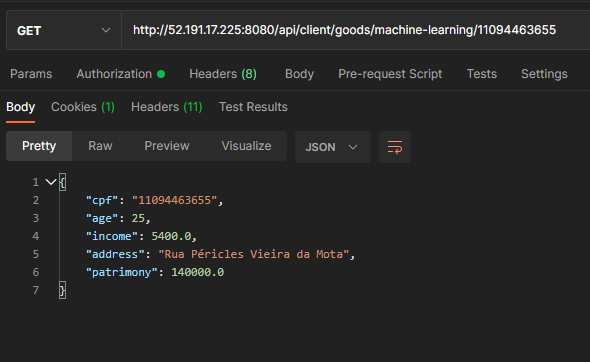 GET http://52.191.17.225:8080/api/client/goods/machine-learning/11094463655
Params Authorization Headers (8) Body Pre-request Script Tests Settings
Body Cookies (1) Headers (11) Test Results
Pretty Raw Preview Visualize JSON
1 {
2 "cpf": "11094463655",
3 "age": 25,
4 "income": 5400.0,
5 "address": "Rua Péricles Vieira da Mota",
6 "patrimony": 140000.0
7 }